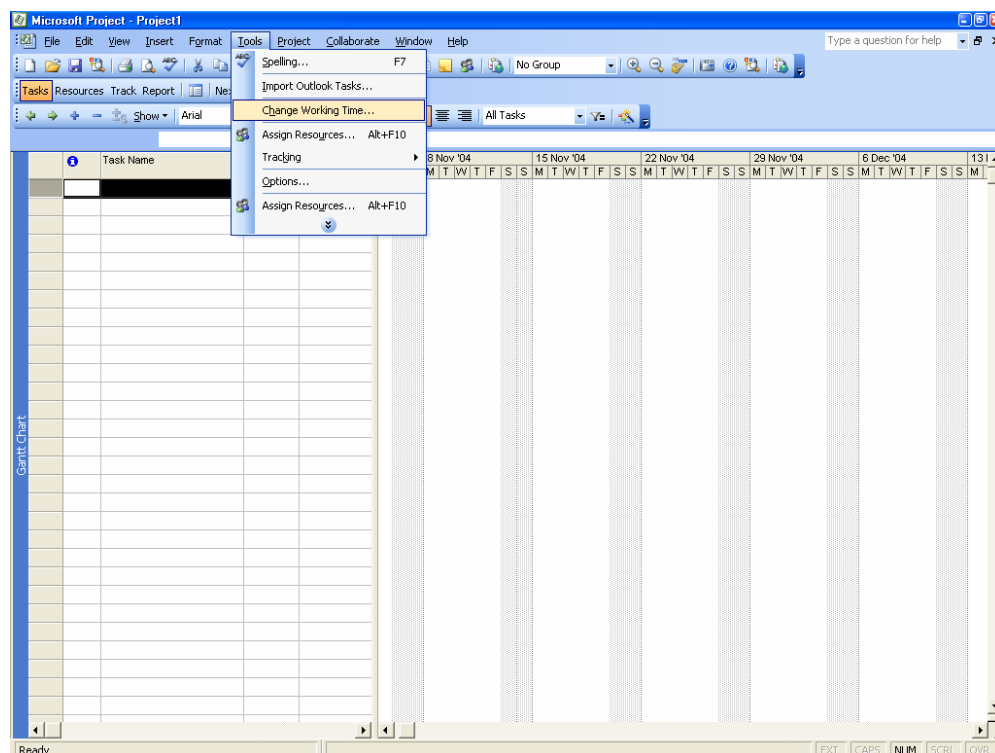 Microsoft Project - Project1
File Edit View Insert Format Tools Project Collaborate Window Help Type a question for help
No Group
Tasks Resources Track Report Ne
Show Arial All Tasks
Spelling... F7
Import Outlook Tasks...
Change Working Time...
Assign Resources... Alt+F10
Tracking
Options...
Assign Resources... Alt+F10
Task Name 8 Nov '04 15 Nov '04 22 Nov '04 29 Nov '04 6 Dec '04 13
M T W T F S S M T W T F S S M T W T F S S M T W T F S S M T W T F S S M
Gantt Chart
Ready EXT CAPS NUM SCRL OVR